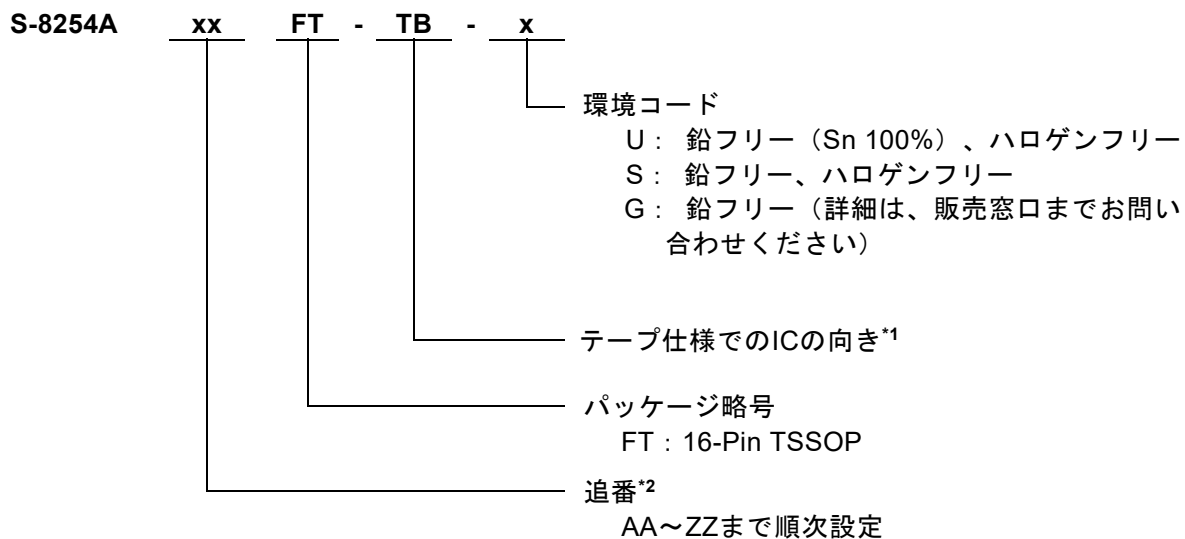 S-8254A xx FT - TB - x
環境コード
U : 鉛フリー（Sn 100%）、ハロゲンフリー
S : 鉛フリー、ハロゲンフリー
G : 鉛フリー（詳細は、販売窓口までお問い
合わせください）
テープ仕様でのICの向き*1
パッケージ略号
FT : 16-Pin TSSOP
追番*2
AA～ZZまで順次設定